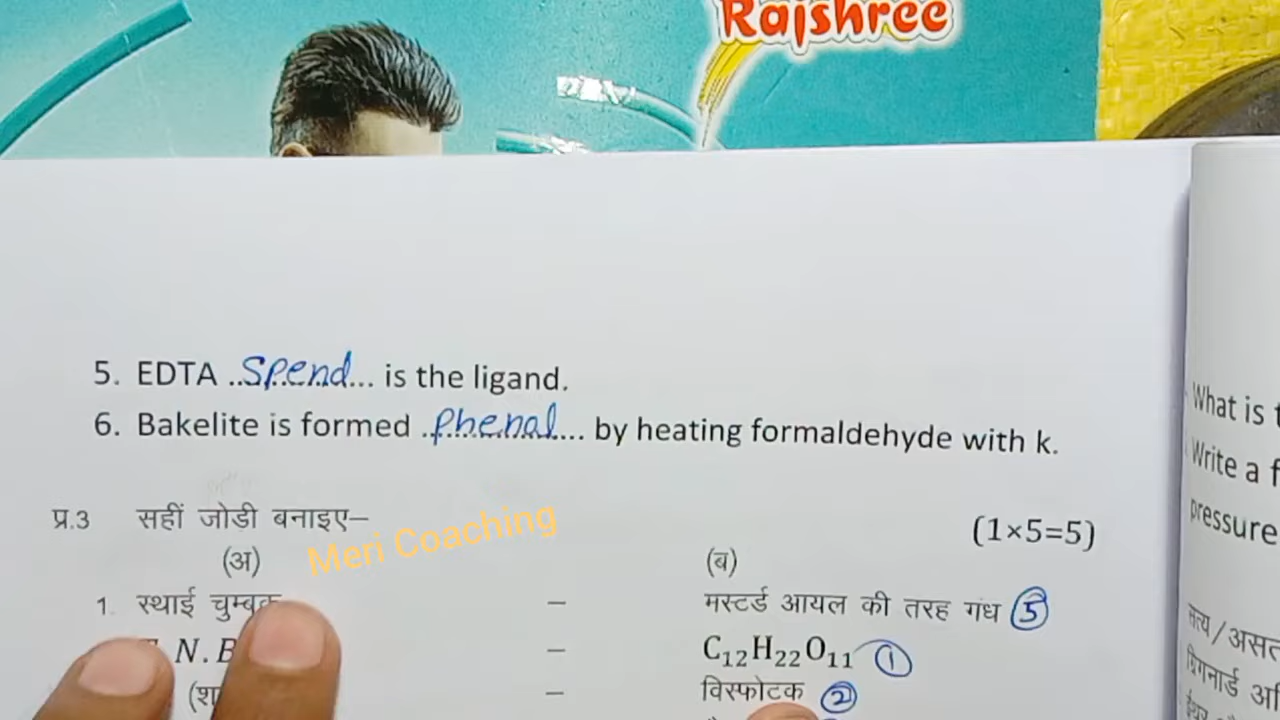 Rajshree
5. EDTA ..Spend... is the ligand.
6. Bakelite is formed ..Phenal.... by heating formaldehyde with k.
What is
Write a f
pressure
प्र.3 सहीं जोडी बनाइए–
(1×5=5)
Meri Coaching
(अ) (ब)
1. स्थाई चुम्बक – मस्टर्ड आयल की तरह गंध 5
N.B – C₁₂H₂₂O₁₁ 1
(शा – विस्फोटक 2
सत्य/असत
ग्रिगनार्ड अ